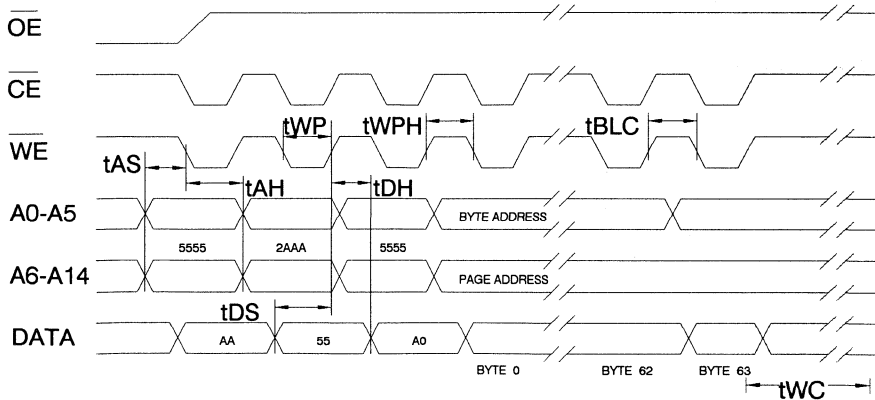 OE
CE
tWP tWPH tBLC
WE
tAS
tAH tDH
A0-A5 BYTE ADDRESS
5555 2AAA 5555
A6-A14 PAGE ADDRESS
tDS
DATA AA 55 A0
BYTE 0 BYTE 62 BYTE 63
tWC